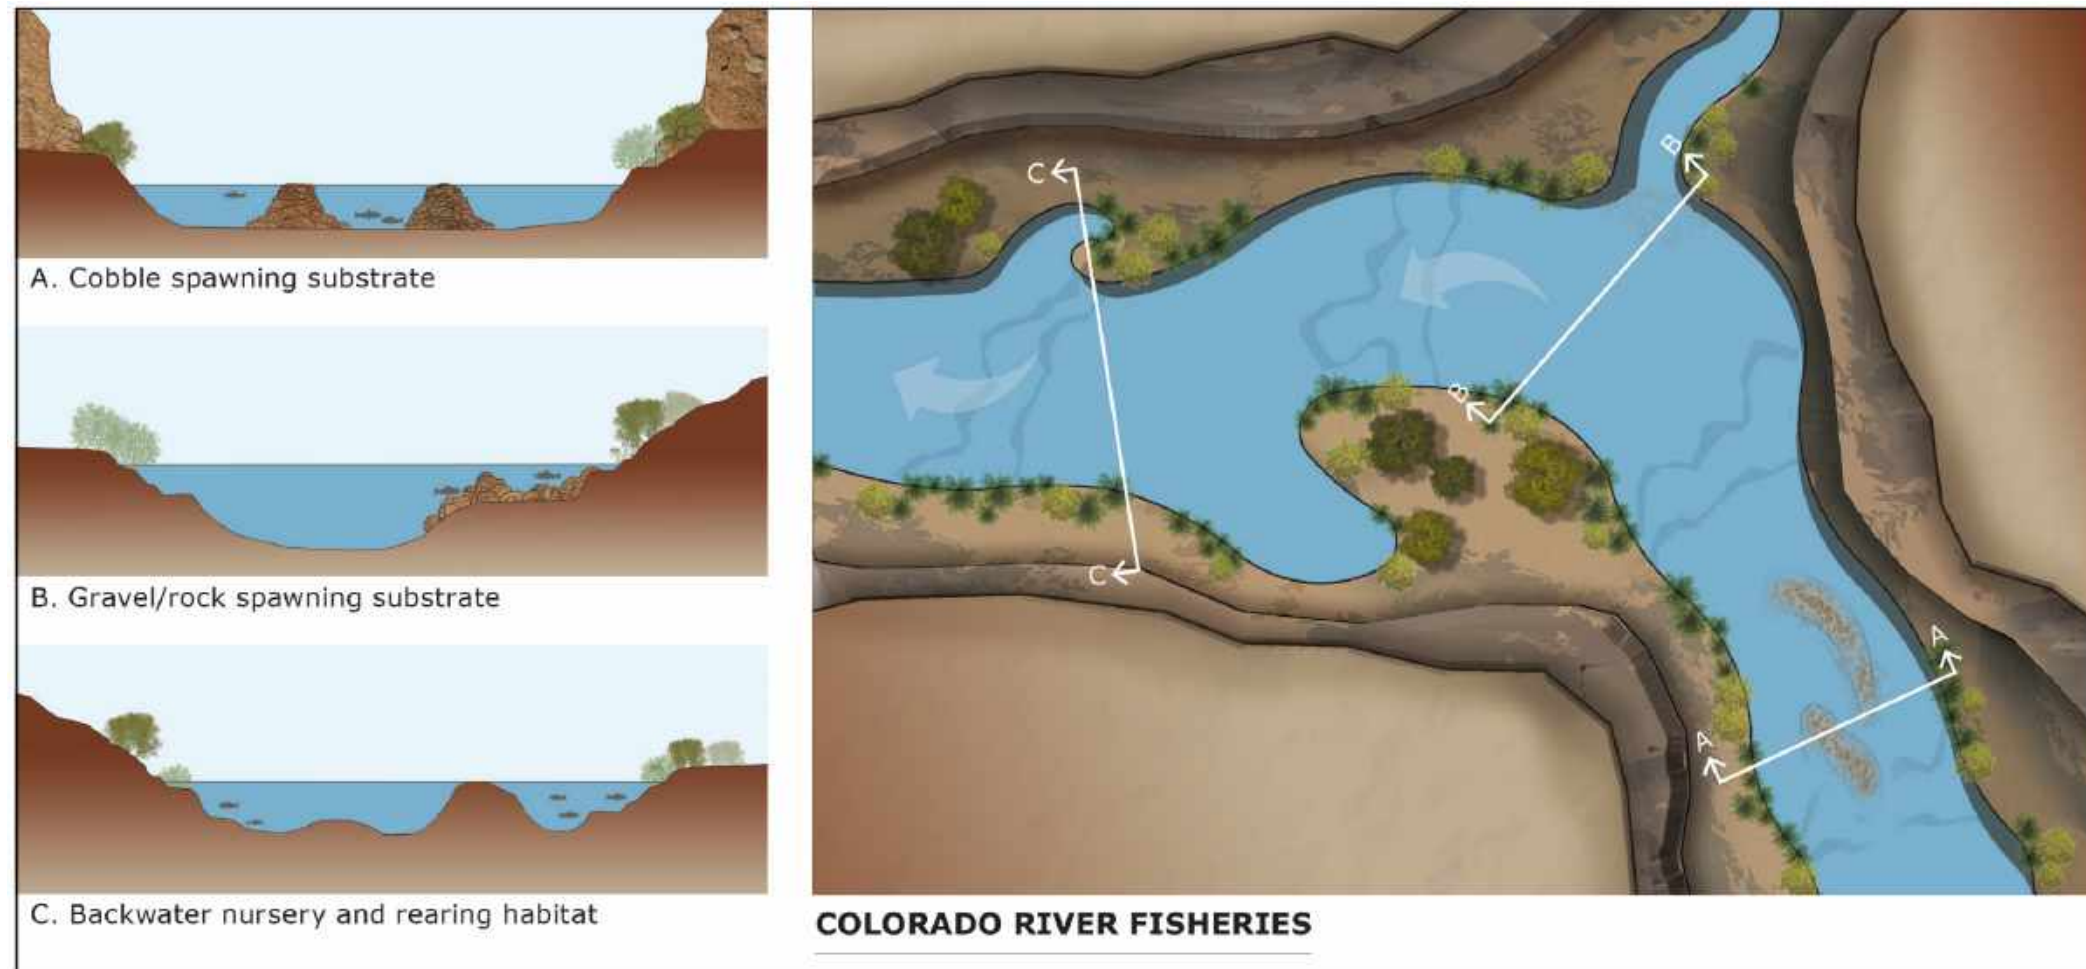 A. Cobble spawning substrate
B. Gravel/rock spawning substrate
C. Backwater nursery and rearing habitat
C
B
B
C
A
A
COLORADO RIVER FISHERIES